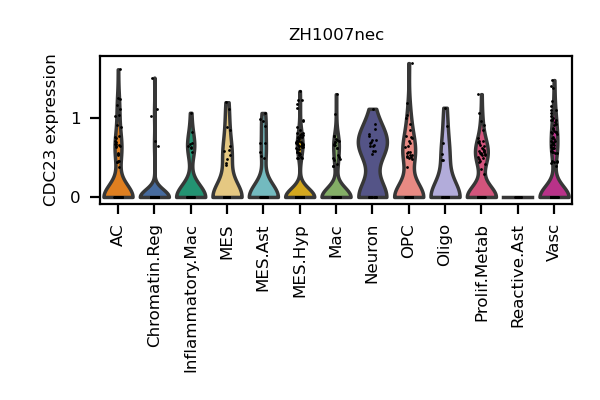 ZH1007nec
CDC23 expression
1
0
AC
Chromatin.Reg
Inflammatory.Mac
MES
MES.Ast
MES.Hyp
Mac
Neuron
OPC
Oligo
Prolif.Metab
Reactive.Ast
Vasc